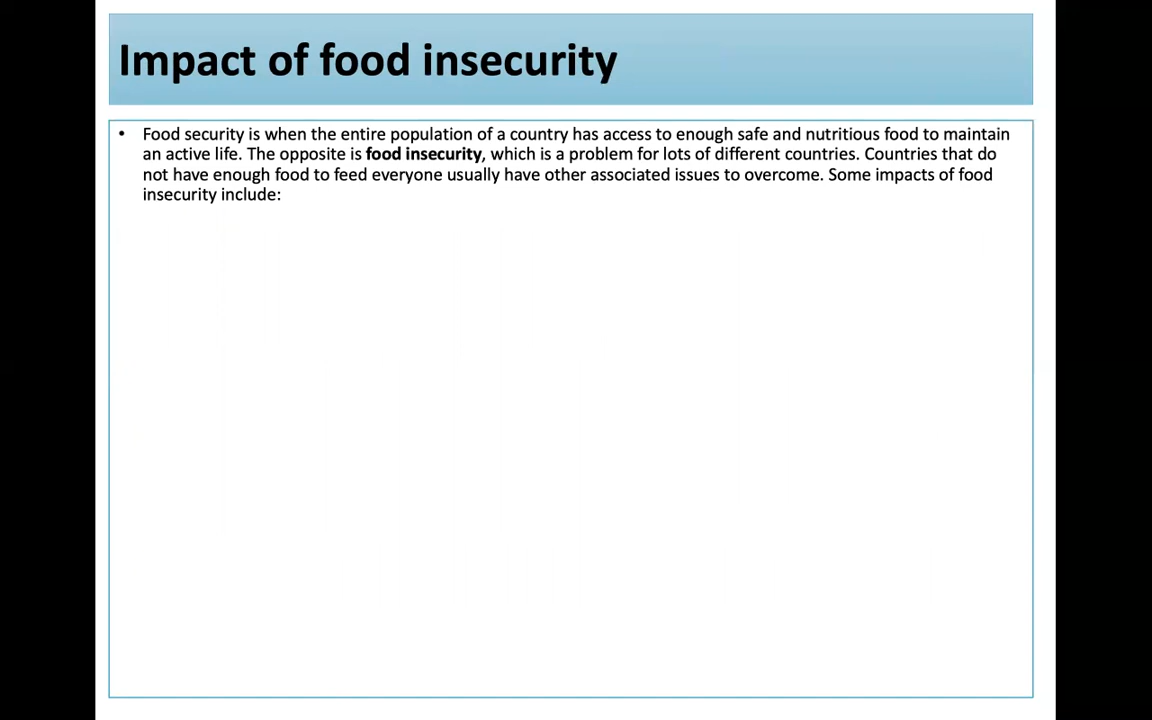 Impact of food insecurity
• Food security is when the entire population of a country has access to enough safe and nutritious food to maintain
an active life. The opposite is food insecurity, which is a problem for lots of different countries. Countries that do
not have enough food to feed everyone usually have other associated issues to overcome. Some impacts of food
insecurity include: